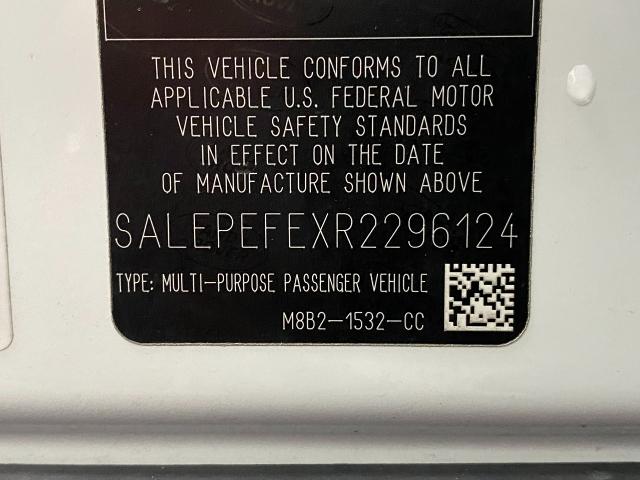 THIS VEHICLE CONFORMS TO ALL
APPLICABLE U.S. FEDERAL MOTOR
VEHICLE SAFETY STANDARDS
IN EFFECT ON THE DATE
OF MANUFACTURE SHOWN ABOVE
SALEPEFEXR2296124
TYPE: MULTI-PURPOSE PASSENGER VEHICLE
M8B2-1532-CC